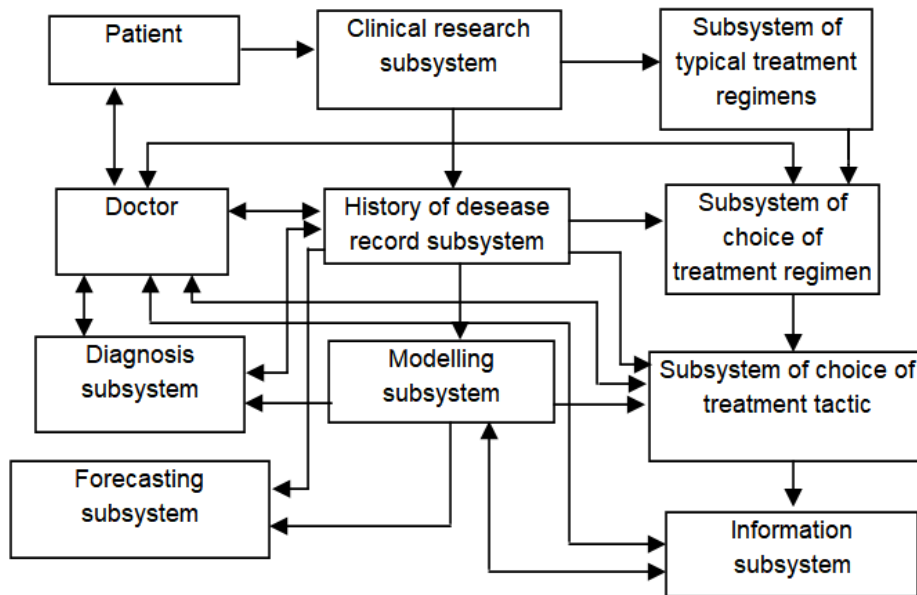 Patient
Clinical research
subsystem
Subsystem of
typical treatment
regimens
Doctor
History of desease
record subsystem
Subsystem of
choice of
treatment regimen
Diagnosis
subsystem
Modelling
subsystem
Subsystem of choice of
treatment tactic
Forecasting
subsystem
Information
subsystem